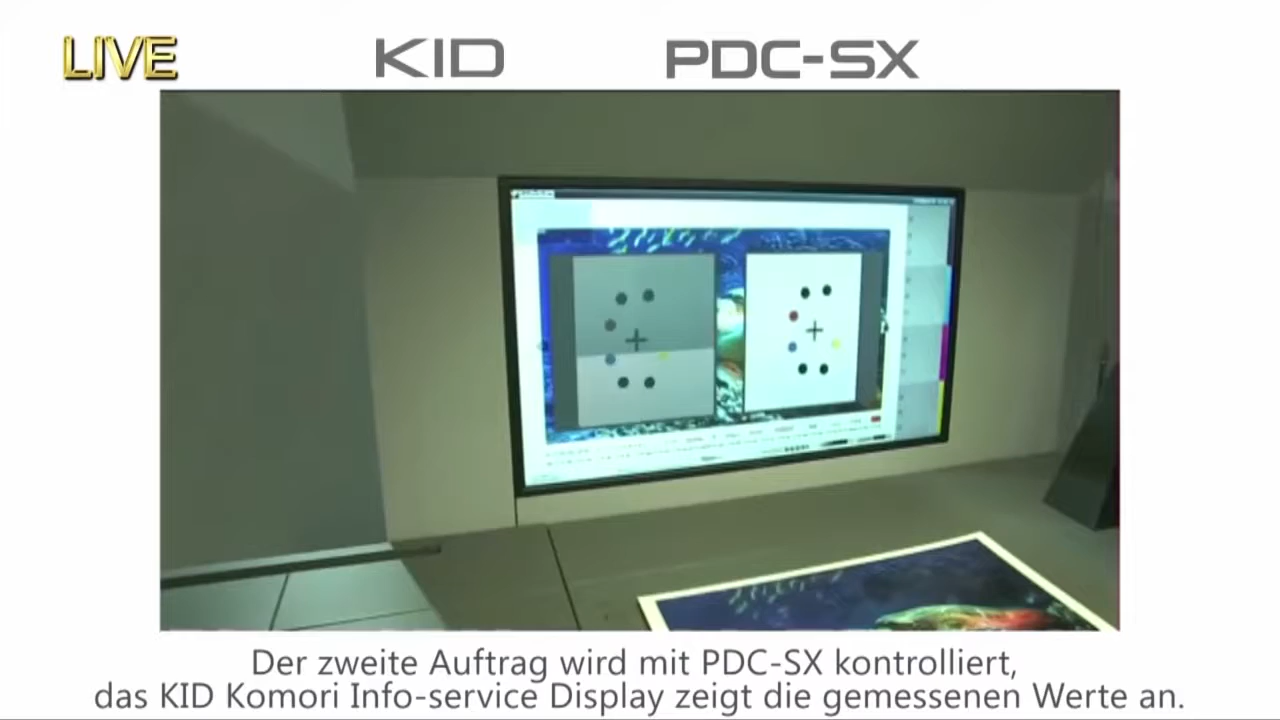 LIVE KID PDC-SX
Der zweite Auftrag wird mit PDC-SX kontrolliert,
das KID Komori Info-service Display zeigt die gemessenen Werte an.